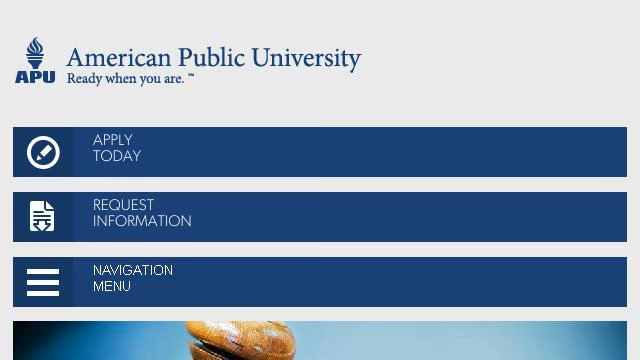 American Public University
APU
Ready when you are.™
APPLY
TODAY
REQUEST
INFORMATION
NAVIGATION
MENU